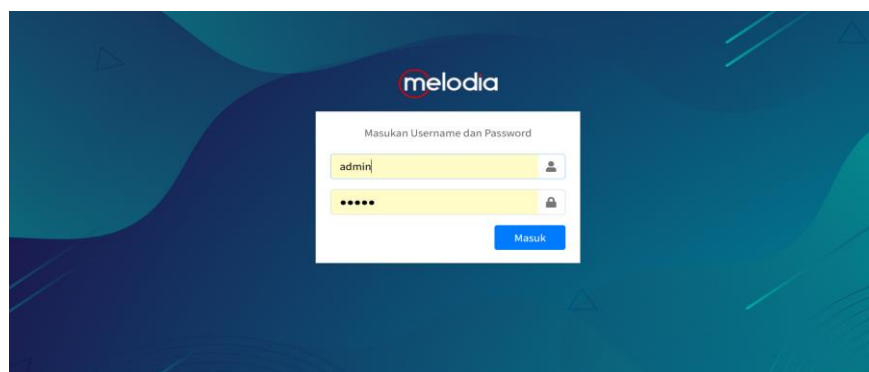 melodia
Masukan Username dan Password
admin
•••••
Masuk